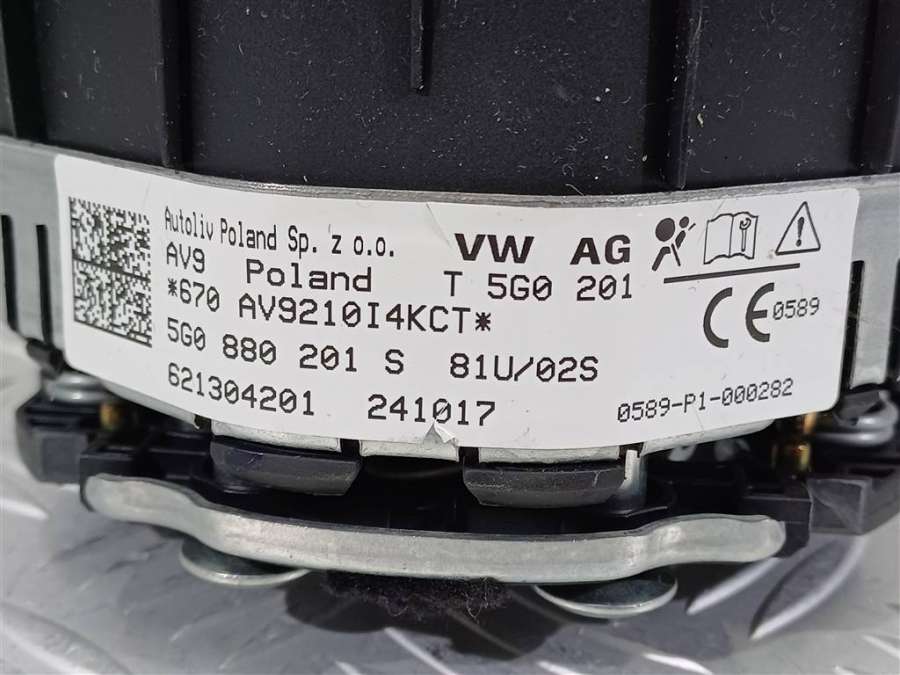 Autoliv Poland Sp. z o.o.
AV9 Poland
*670 AV9210I4KCT*
5G0 880 201 S 81U/02S
621304201 241017
VW AG
T 5G0 201
CE 0589
0589-P1-000282